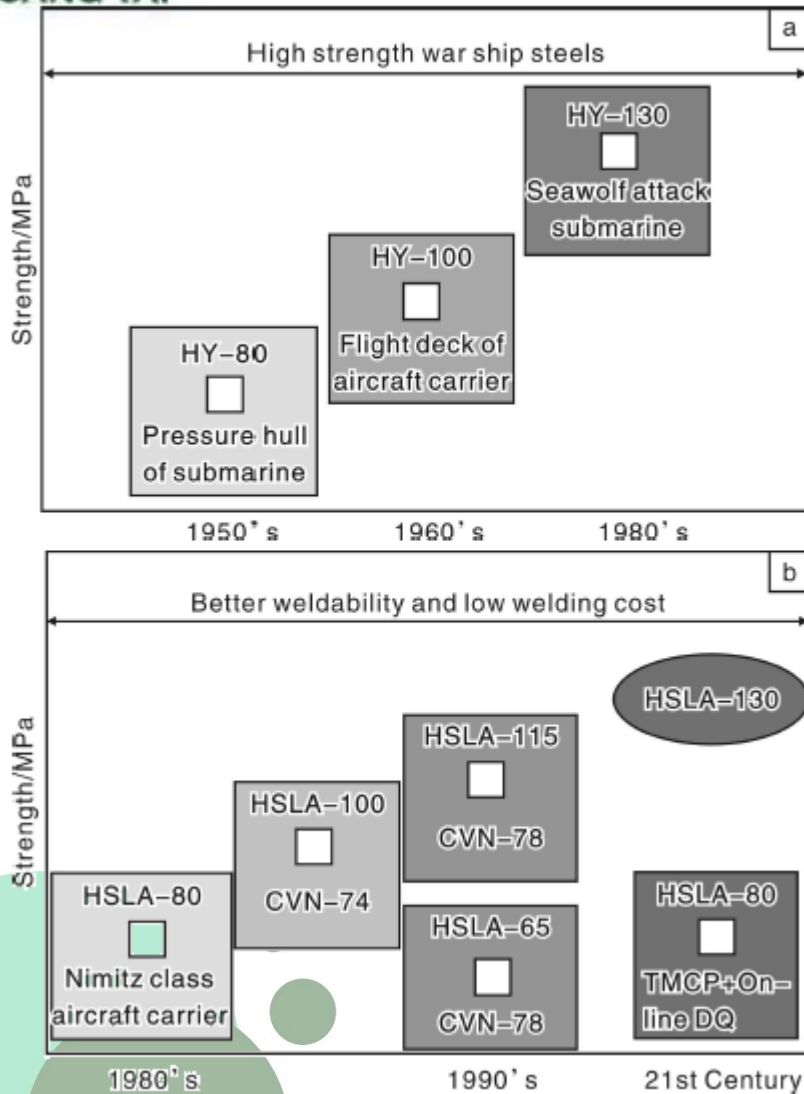 a
High strength war ship steels
Strength/MPa
HY-130
Seawolf attack
submarine
HY-100
Flight deck of
aircraft carrier
HY-80
Pressure hull
of submarine
1950's 1960's 1980's
b
Better weldability and low welding cost
Strength/MPa
HSLA-130
HSLA-115
CVN-78
HSLA-100
CVN-74
HSLA-80
Nimitz class
aircraft carrier
HSLA-65
CVN-78
HSLA-80
TMCP+On-
line DQ
1980's 1990's 21st Century